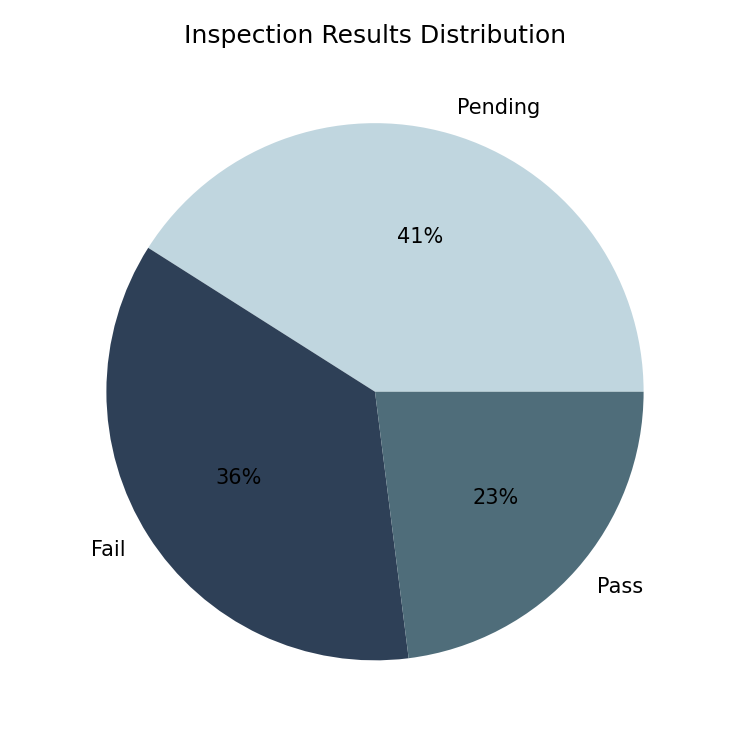 Inspection Results Distribution
Pending
41%
36%
23%
Fail
Pass